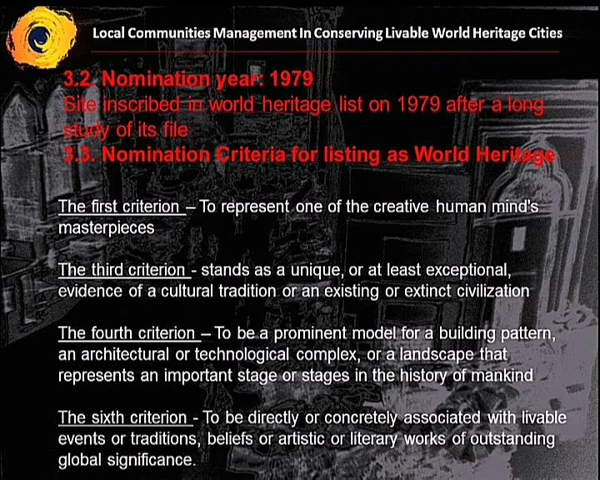 Local Communities Management In Conserving Livable World Heritage Cities
3.2. Nomination year: 1979
Site inscribed in world heritage list on 1979 after a long
study of its file
3.3. Nomination Criteria for listing as World Heritage
The first criterion – To represent one of the creative human mind's
masterpieces
The third criterion - stands as a unique, or at least exceptional,
evidence of a cultural tradition or an existing or extinct civilization
The fourth criterion – To be a prominent model for a building pattern,
an architectural or technological complex, or a landscape that
represents an important stage or stages in the history of mankind
The sixth criterion - To be directly or concretely associated with livable
events or traditions, beliefs or artistic or literary works of outstanding
global significance.